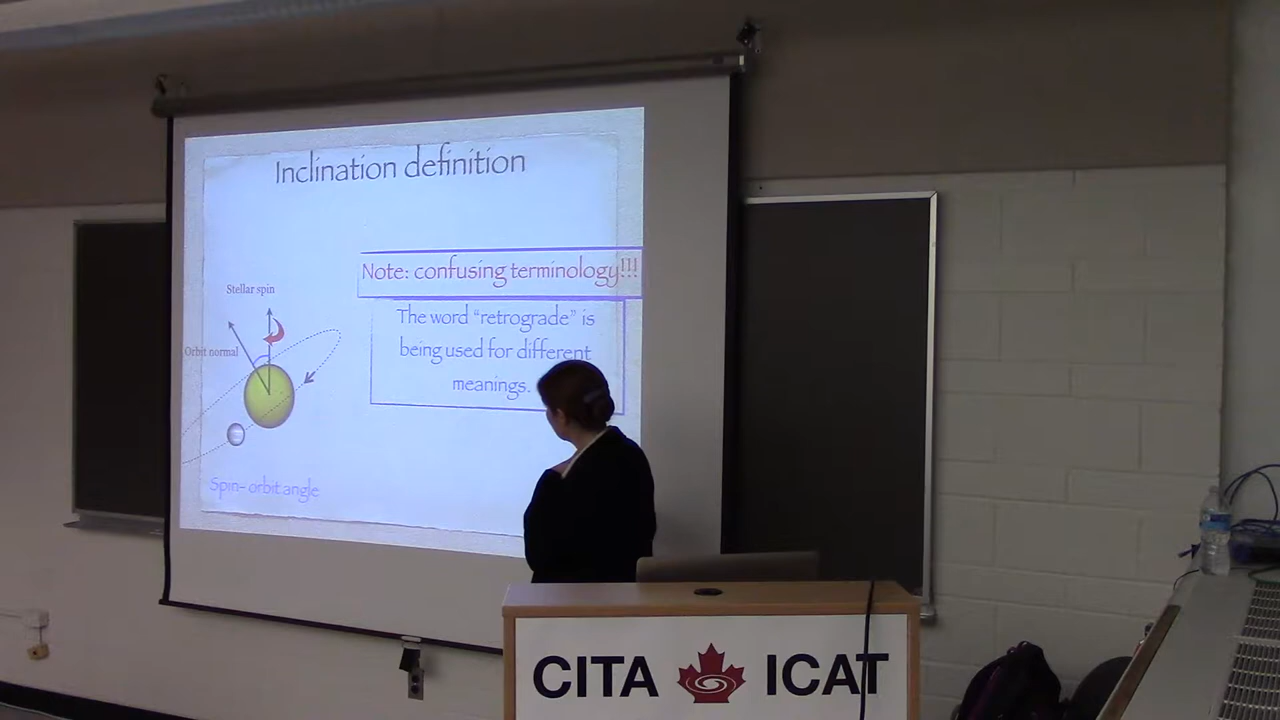 Inclination definition
Note: confusing terminology!!!
The word “retrograde” is
being used for different
meanings.
Stellar spin
Orbit normal
Spin- orbit angle
CITA ICAT